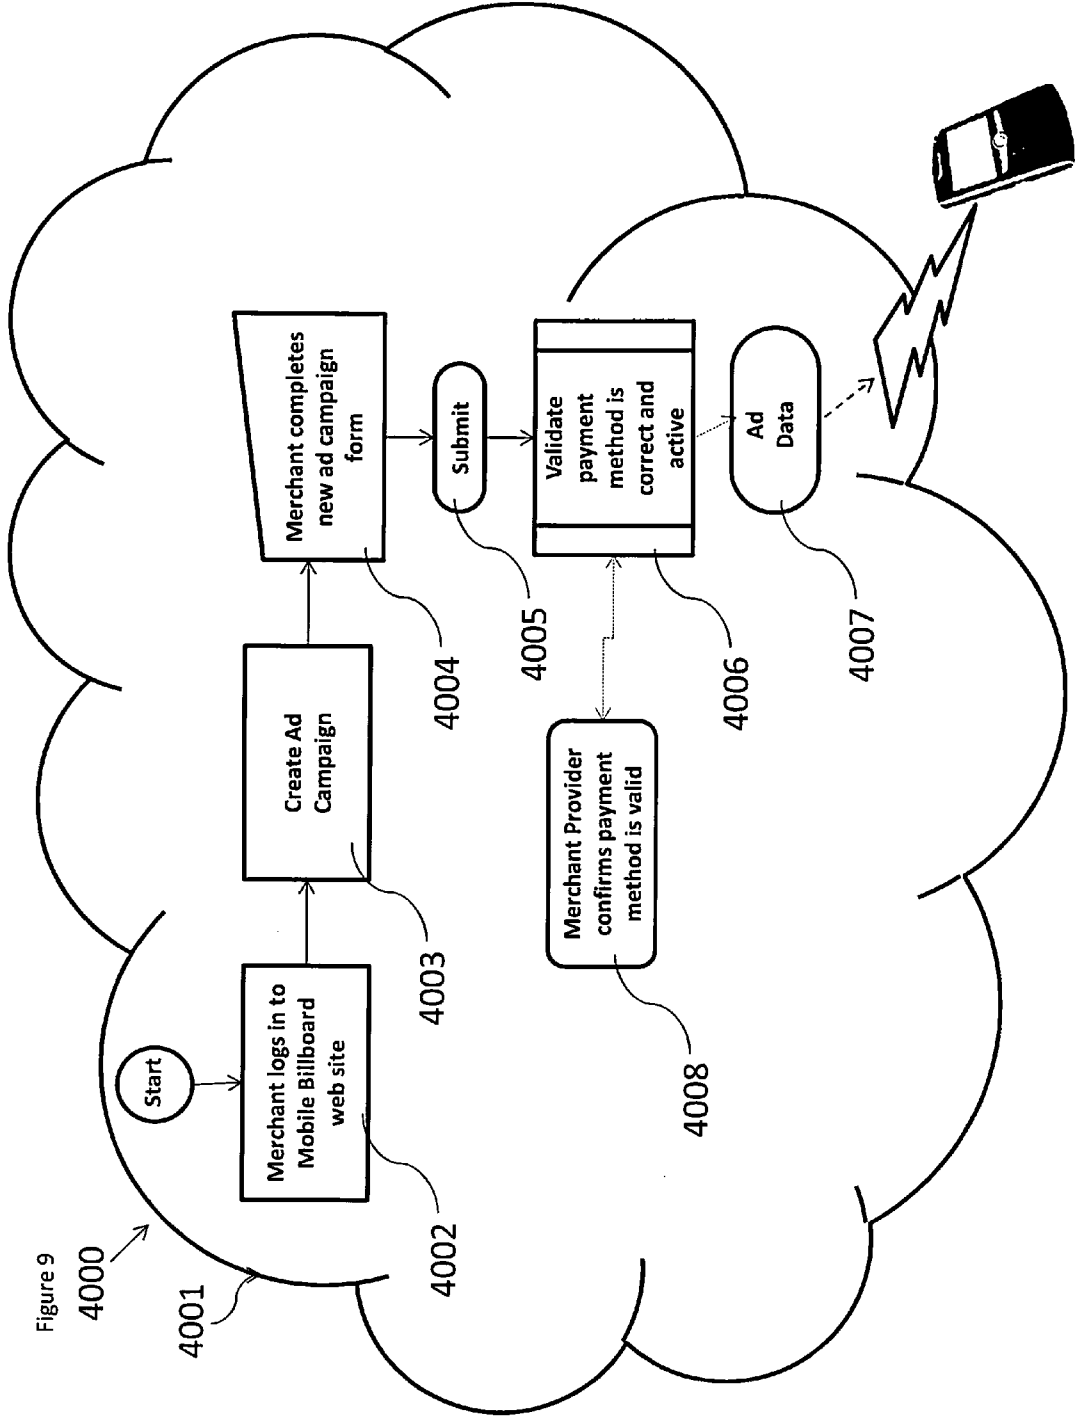 Figure 9
4000
4001
Start
Merchant logs in to
Mobile Billboard
web site
4002
Create Ad
Campaign
4003
Merchant completes
new ad campaign
form
4004
Submit
4005
Validate
payment
method is
correct and
active
4006
Ad
Data
4007
Merchant Provider
confirms payment
method is valid
4008